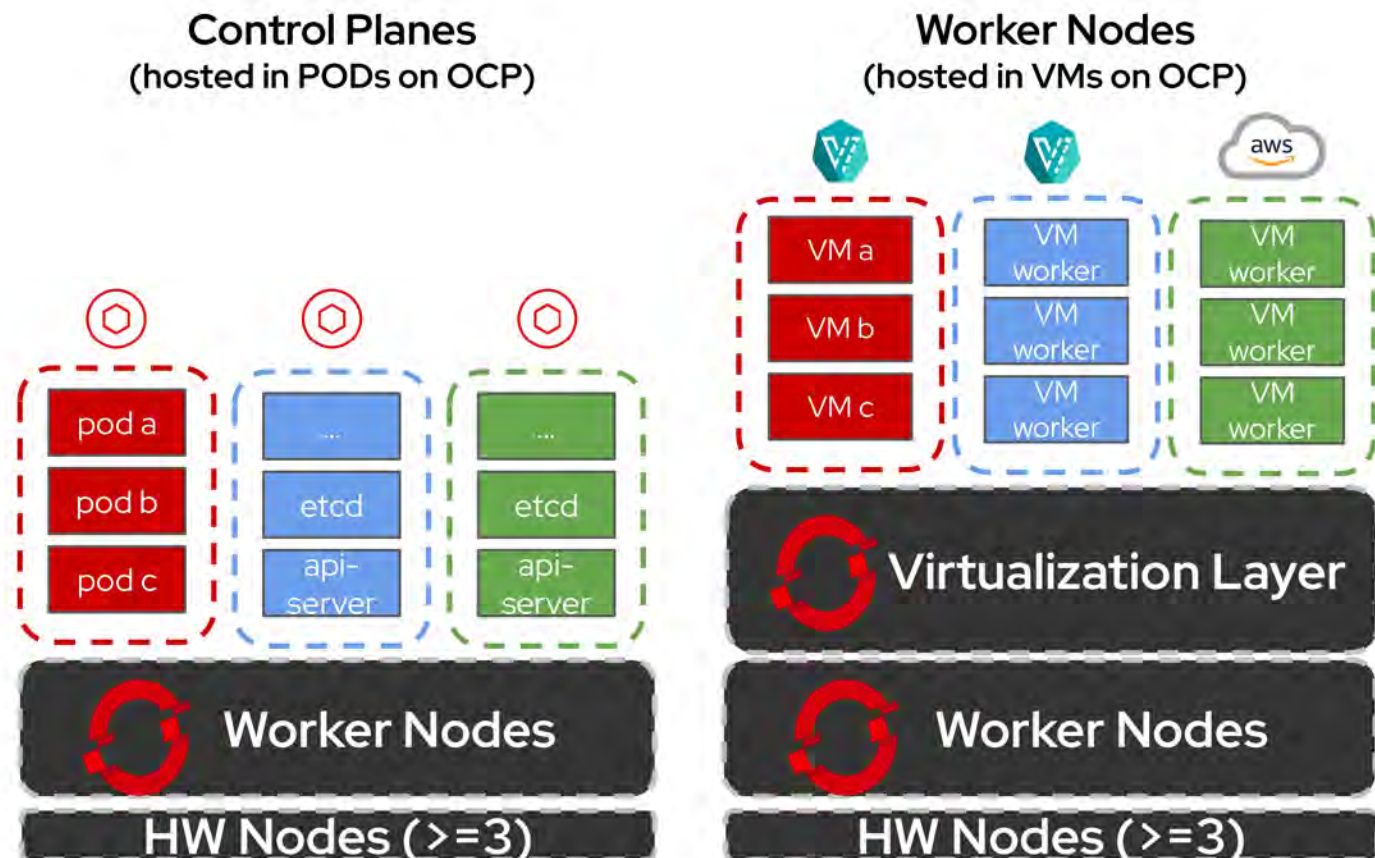 Control Planes
(hosted in PODs on OCP)
pod a
pod b
pod c
...
etcd
api-
server
...
etcd
api-
server
Worker Nodes
HW Nodes (>=3)
Worker Nodes
(hosted in VMs on OCP)
aws
VM a
VM b
VM c
VM
worker
VM
worker
VM
worker
VM
worker
VM
worker
VM
worker
Virtualization Layer
Worker Nodes
HW Nodes (>=3)